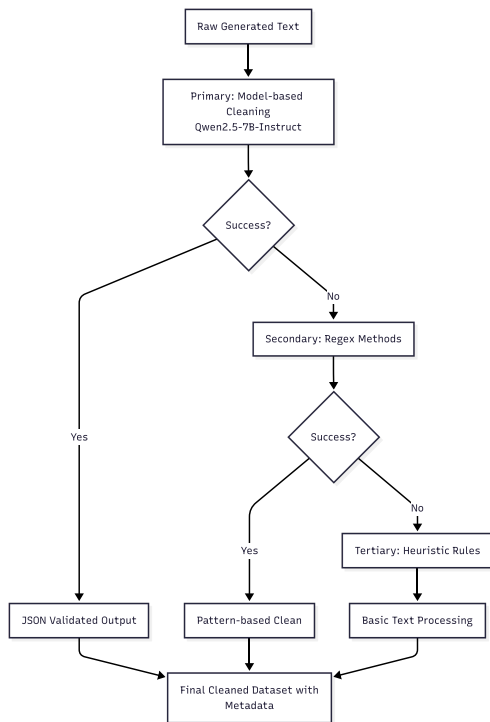 Raw Generated Text
Primary: Model-based
Cleaning
Qwen2.5-7B-Instruct
Success?
No
Secondary: Regex Methods
Success?
Yes
No
Yes
Tertiary: Heuristic Rules
JSON Validated Output
Pattern-based Clean
Basic Text Processing
Final Cleaned Dataset with
Metadata